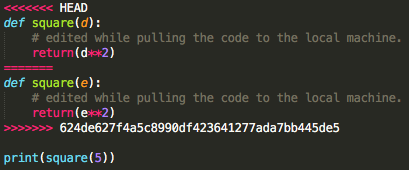 <<<<<<< HEAD
def square(d):
    # edited while pulling the code to the local machine.
    return(d**2)
=======
def square(e):
    # edited while pulling the code to the local machine.
    return(e**2)
>>>>>>> 624de627f4a5c8990df423641277ada7bb445de5
print(square(5))